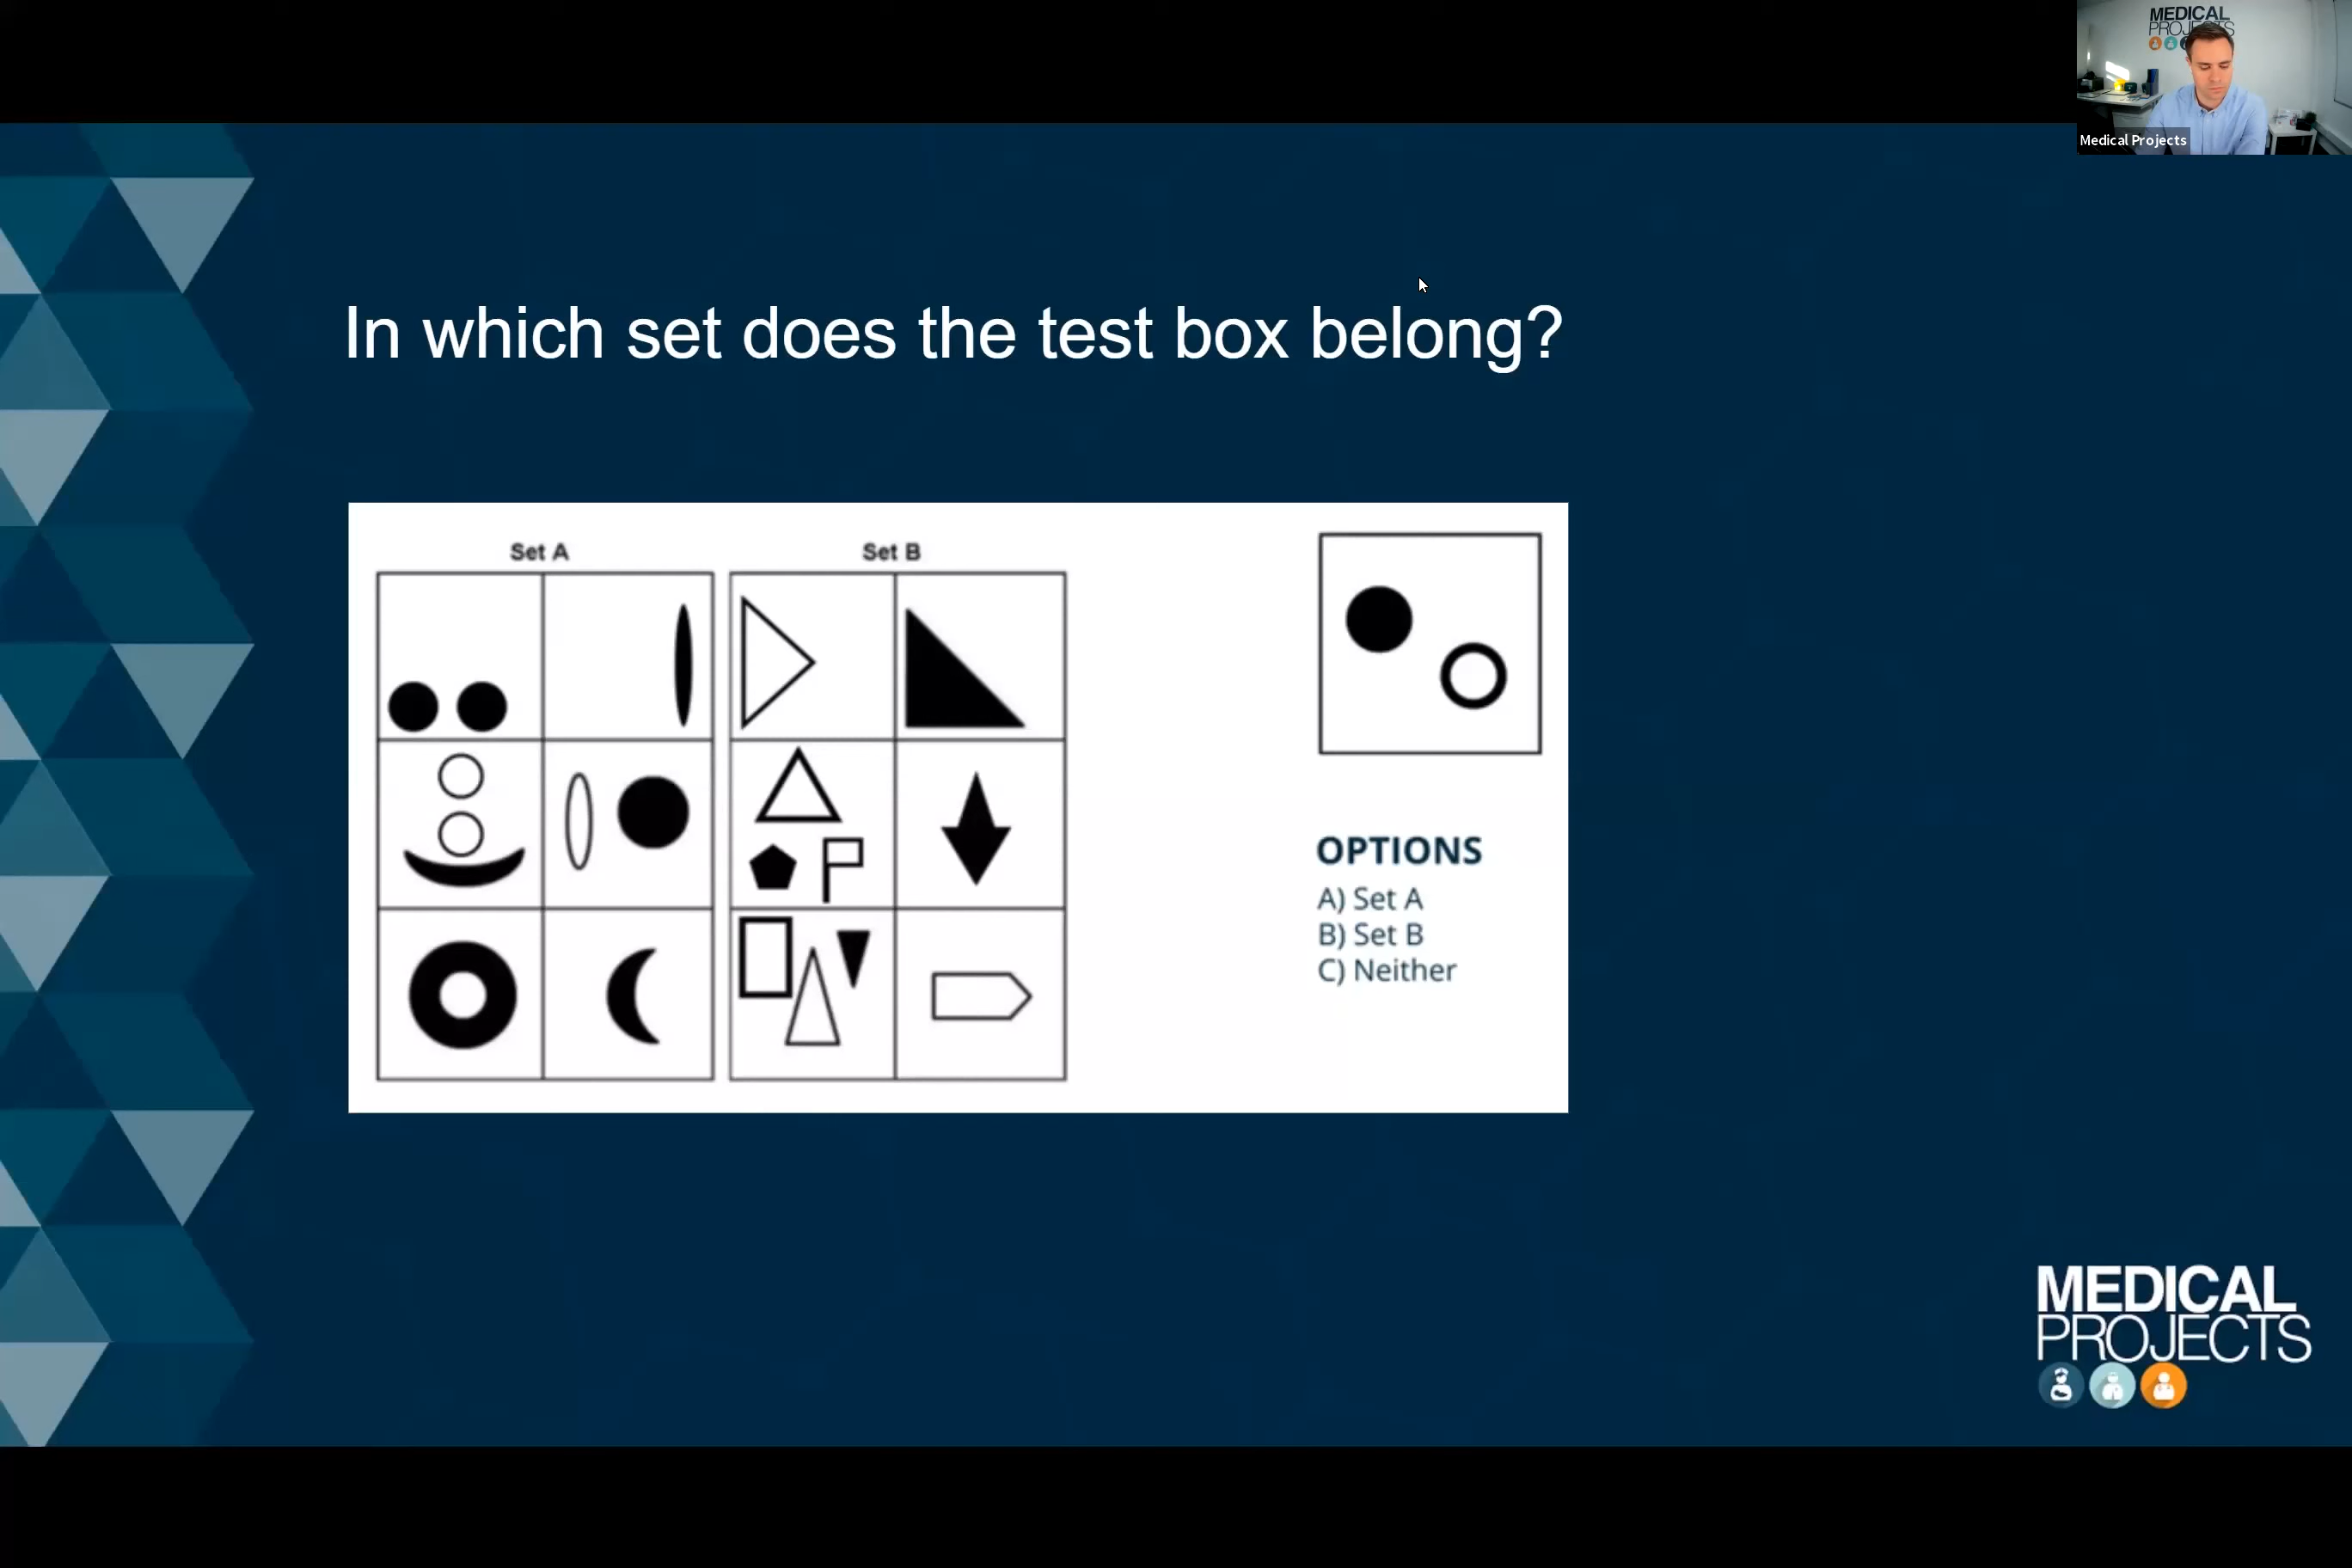 MEDICAL
PROJECTS
Medical Projects
In which set does the test box belong?
Set A
Set B
OPTIONS
A) Set A
B) Set B
C) Neither
MEDICAL
PROJECTS